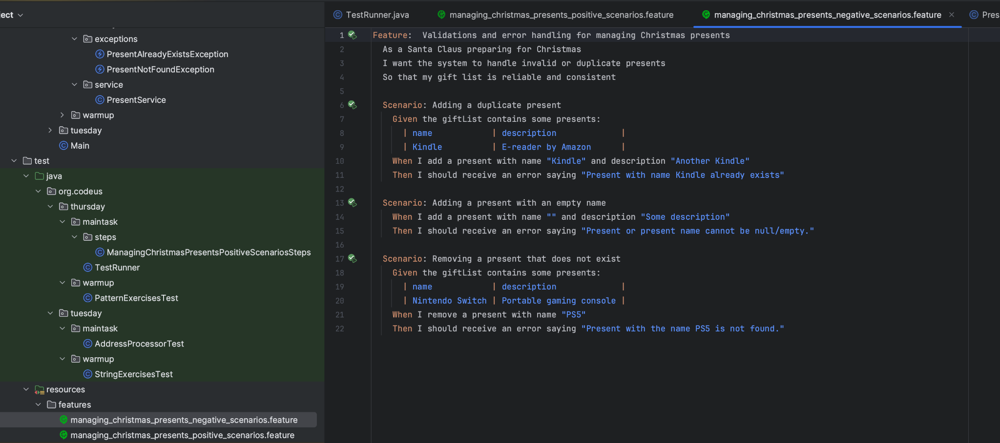 ect
exceptions
PresentAlreadyExistsException
PresentNotFoundException
service
PresentService
warmup
tuesday
Main
test
java
org.codeus
thursday
maintask
steps
ManagingChristmasPresentsPositiveScenariosSteps
TestRunner
warmup
PatternExercisesTest
tuesday
maintask
AddressProcessorTest
warmup
StringExercisesTest
resources
features
managing_christmas_presents_negative_scenarios.feature
managing_christmas_presents_positive_scenarios.feature
TestRunner.java managing_christmas_presents_positive_scenarios.feature managing_christmas_presents_negative_scenarios.feature Pres
1 Feature:  Validations and error handling for managing Christmas presents
2 As a Santa Claus preparing for Christmas
3 I want the system to handle invalid or duplicate presents
4 So that my gift list is reliable and consistent
5
6 Scenario: Adding a duplicate present
7 Given the giftList contains some presents:
8 | name | description |
9 | Kindle | E-reader by Amazon |
10 When I add a present with name "Kindle" and description "Another Kindle"
11 Then I should receive an error saying "Present with name Kindle already exists"
12
13 Scenario: Adding a present with an empty name
14 When I add a present with name "" and description "Some description"
15 Then I should receive an error saying "Present or present name cannot be null/empty."
16
17 Scenario: Removing a present that does not exist
18 Given the giftList contains some presents:
19 | name | description |
20 | Nintendo Switch | Portable gaming console |
21 When I remove a present with name "PS5"
22 Then I should receive an error saying "Present with the name PS5 is not found."